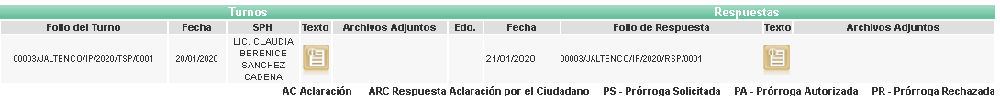 Turnos Respuestas
Folio del Turno Fecha SPH Texto Archivos Adjuntos Edo. Fecha Folio de Respuesta Texto Archivos Adjuntos
00003/JALTENCO/IP/2020/TSP/0001 20/01/2020 LIC. CLAUDIA 21/01/2020 00003/JALTENCO/IP/2020/RSP/0001
BERENICE
SANCHEZ
CADENA
AC Aclaración ARC Respuesta Aclaración por el Ciudadano PS - Prórroga Solicitada PA - Prórroga Autorizada PR - Prórroga Rechazada